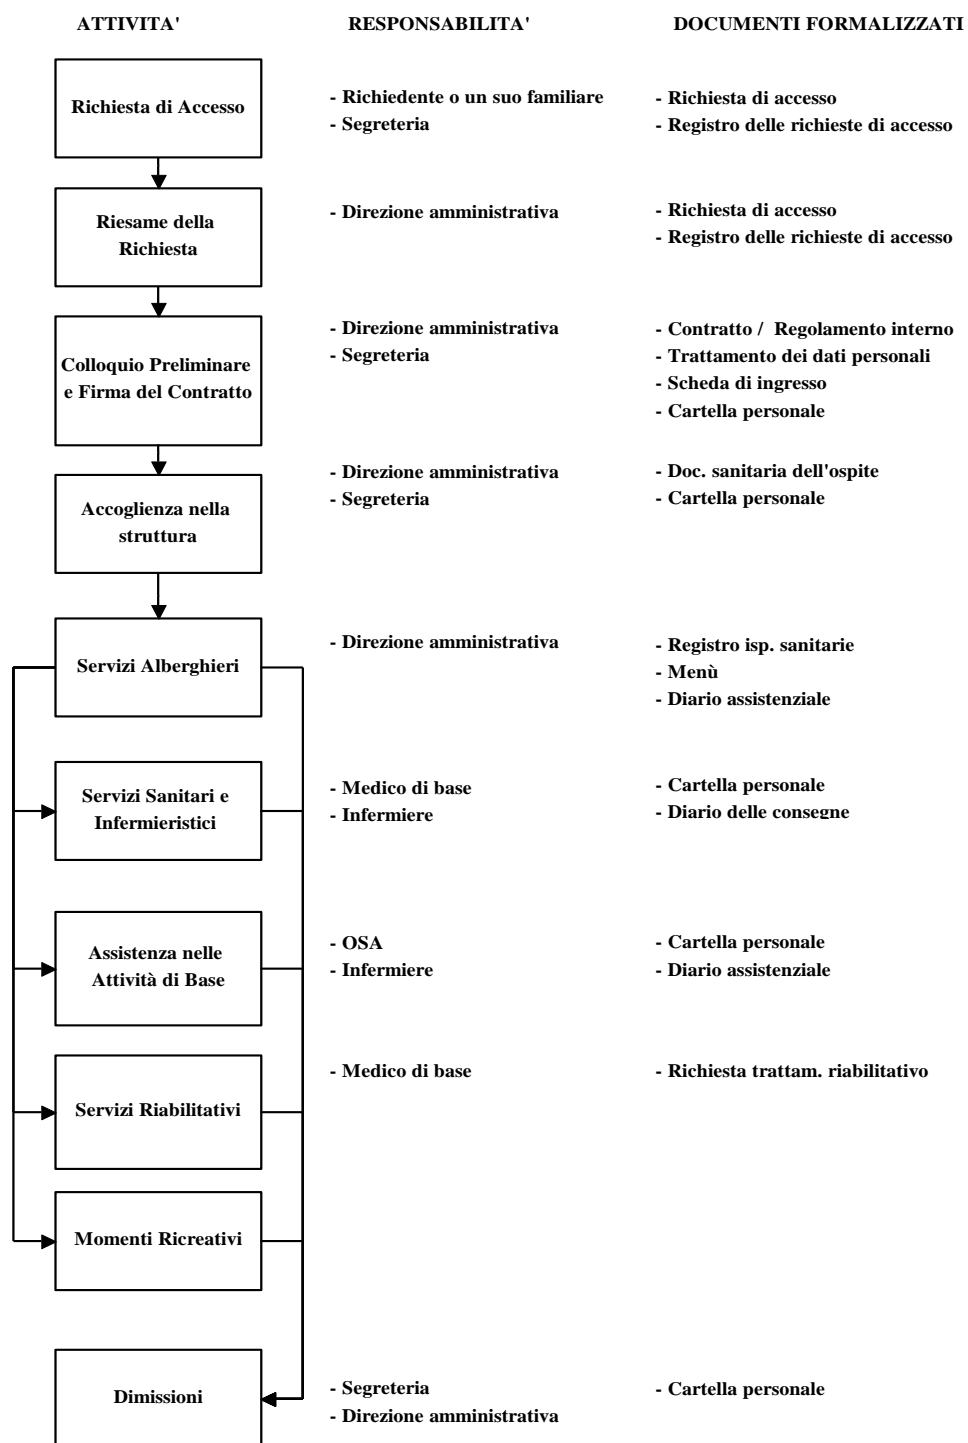 ATTIVITA' RESPONSABILITA' DOCUMENTI FORMALIZZATI
Richiesta di Accesso
- Richiedente o un suo familiare
- Segreteria
- Richiesta di accesso
- Registro delle richieste di accesso
Riesame della
Richiesta
- Direzione amministrativa
- Richiesta di accesso
- Registro delle richieste di accesso
Colloquio Preliminare
e Firma del Contratto
- Direzione amministrativa
- Segreteria
- Contratto / Regolamento interno
- Trattamento dei dati personali
- Scheda di ingresso
- Cartella personale
Accoglienza nella
struttura
- Direzione amministrativa
- Segreteria
- Doc. sanitaria dell'ospite
- Cartella personale
Servizi Alberghieri
- Direzione amministrativa
- Registro isp. sanitarie
- Menù
- Diario assistenziale
Servizi Sanitari e
Infermieristici
- Medico di base
- Infermiere
- Cartella personale
- Diario delle consegne
Assistenza nelle
Attività di Base
- OSA
- Infermiere
- Cartella personale
- Diario assistenziale
Servizi Riabilitativi
- Medico di base
- Richiesta trattam. riabilitativo
Momenti Ricreativi
Dimissioni
- Segreteria
- Direzione amministrativa
- Cartella personale